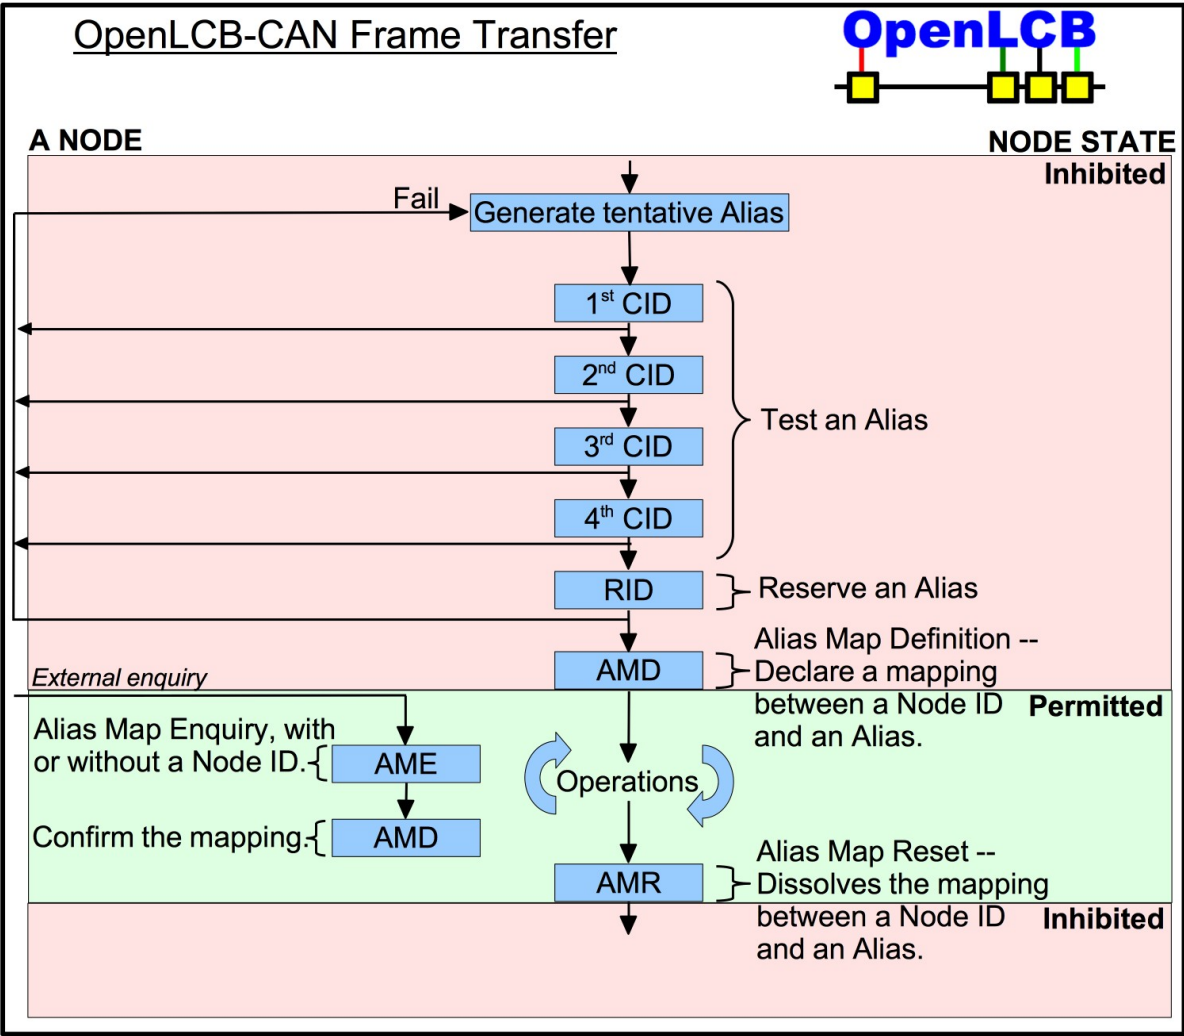 OpenLCB-CAN Frame Transfer
OpenLCB
A NODE
NODE STATE
Inhibited
Fail
Generate tentative Alias
1st CID
2nd CID
3rd CID
4th CID
Test an Alias
RID
Reserve an Alias
AMD
Alias Map Definition --
Declare a mapping
between a Node ID
and an Alias.
External enquiry
Permitted
Alias Map Enquiry, with
or without a Node ID.
AME
Operations
Confirm the mapping.
AMD
AMR
Alias Map Reset --
Dissolves the mapping
between a Node ID
and an Alias.
Inhibited